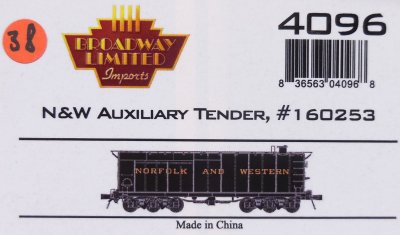 38
BROADWAY
LIMITED
Imports
4096
8 36563 04096 8
N&W AUXILIARY TENDER, #160253
NORFOLK AND WESTERN
Made in China